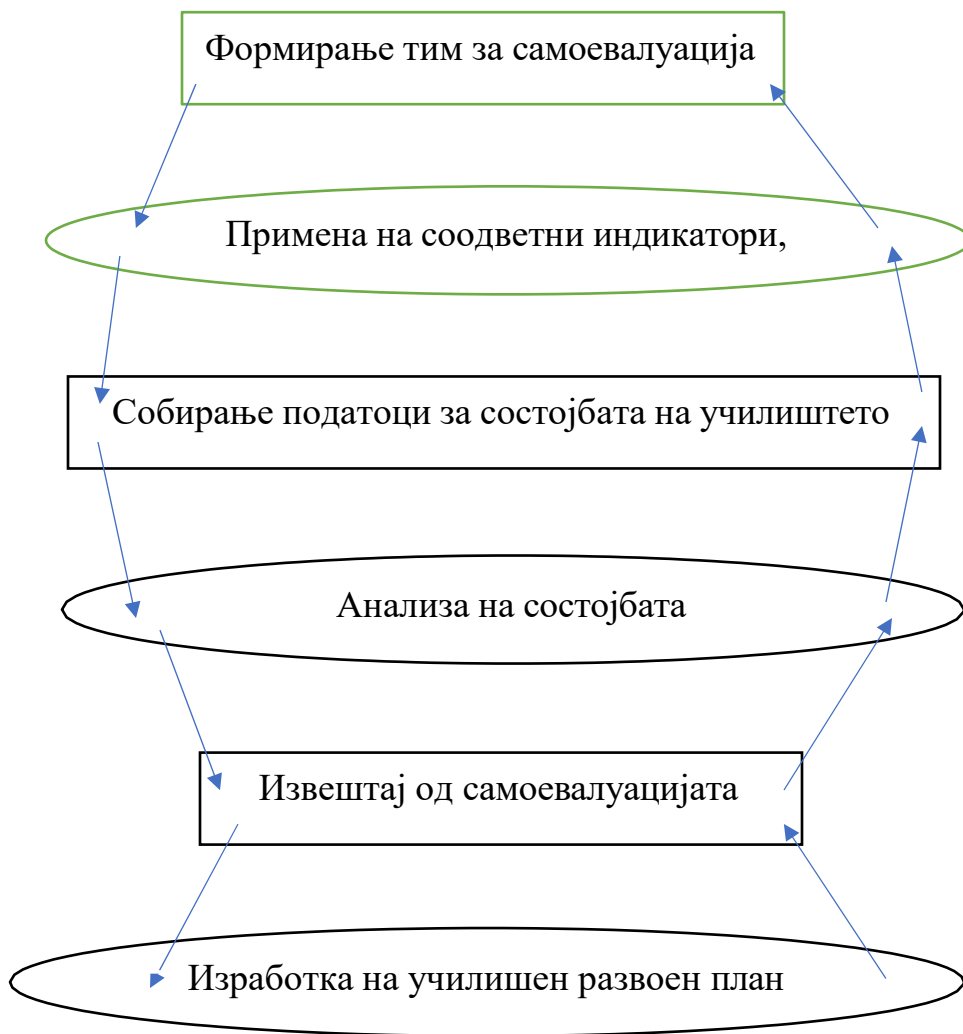 Формирање тим за самоевалуација
Примена на соодветни индикатори,
Собирање податоци за состојбата на училиштето
Анализа на состојбата
Извештај од самоевалуацијата
Изработка на училишен развоен план